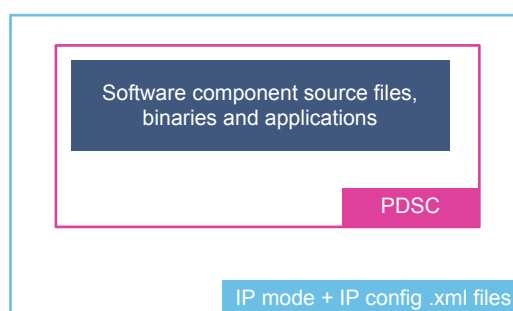 Software component source files,
binaries and applications
PDSC
IP mode + IP config .xml files